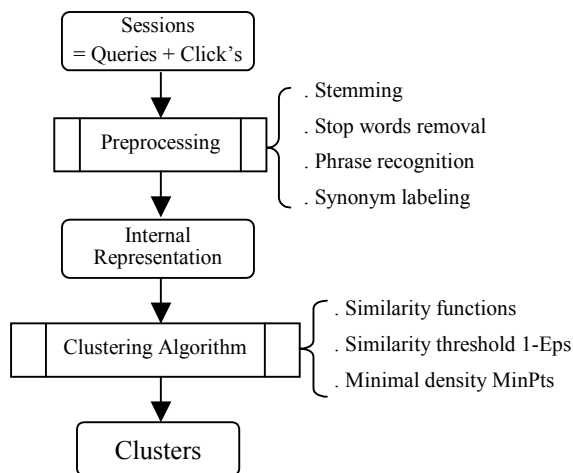 Sessions
= Queries + Click's
Preprocessing
. Stemming
. Stop words removal
. Phrase recognition
. Synonym labeling
Internal
Representation
Clustering Algorithm
. Similarity functions
. Similarity threshold 1-Eps
. Minimal density MinPts
Clusters